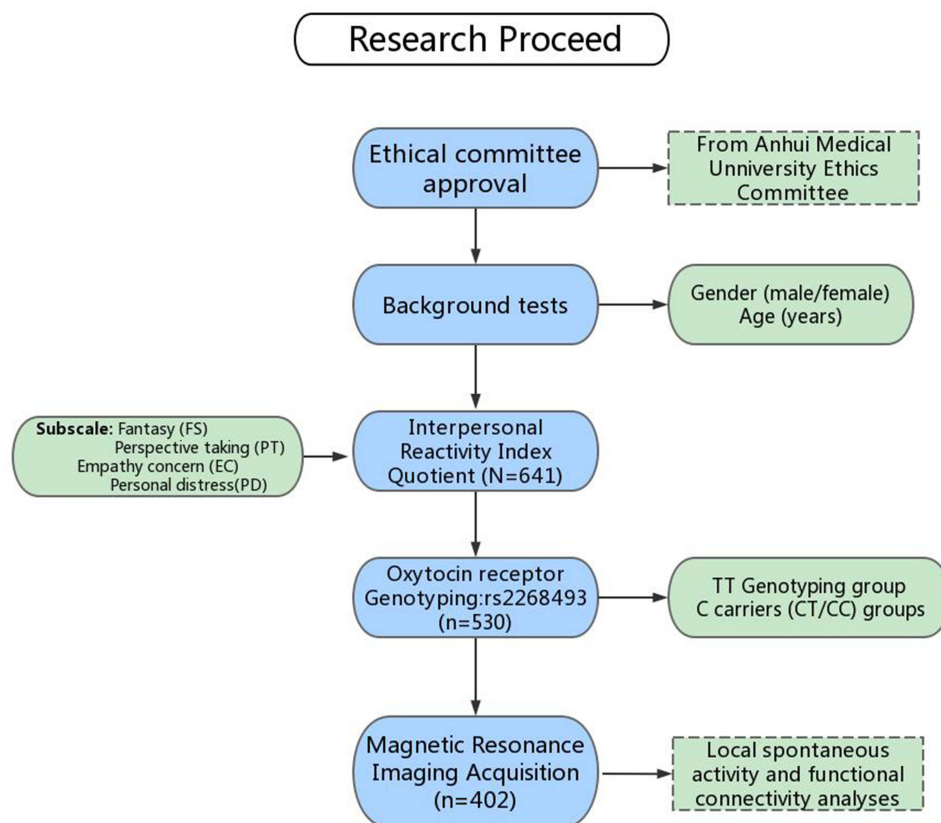 Research Proceed
Ethical committee
approval
From Anhui Medical
Unniversity Ethics
Committee
Background tests
Gender (male/female)
Age (years)
Subscale: Fantasy (FS)
Perspective taking (PT)
Empathy concern (EC)
Personal distress(PD)
Interpersonal
Reactivity Index
Quotient (N=641)
Oxytocin receptor
Genotyping:rs2268493
(n=530)
TT Genotyping group
C carriers (CT/CC) groups
Magnetic Resonance
Imaging Acquisition
(n=402)
Local spontaneous
activity and functional
connectivity analyses